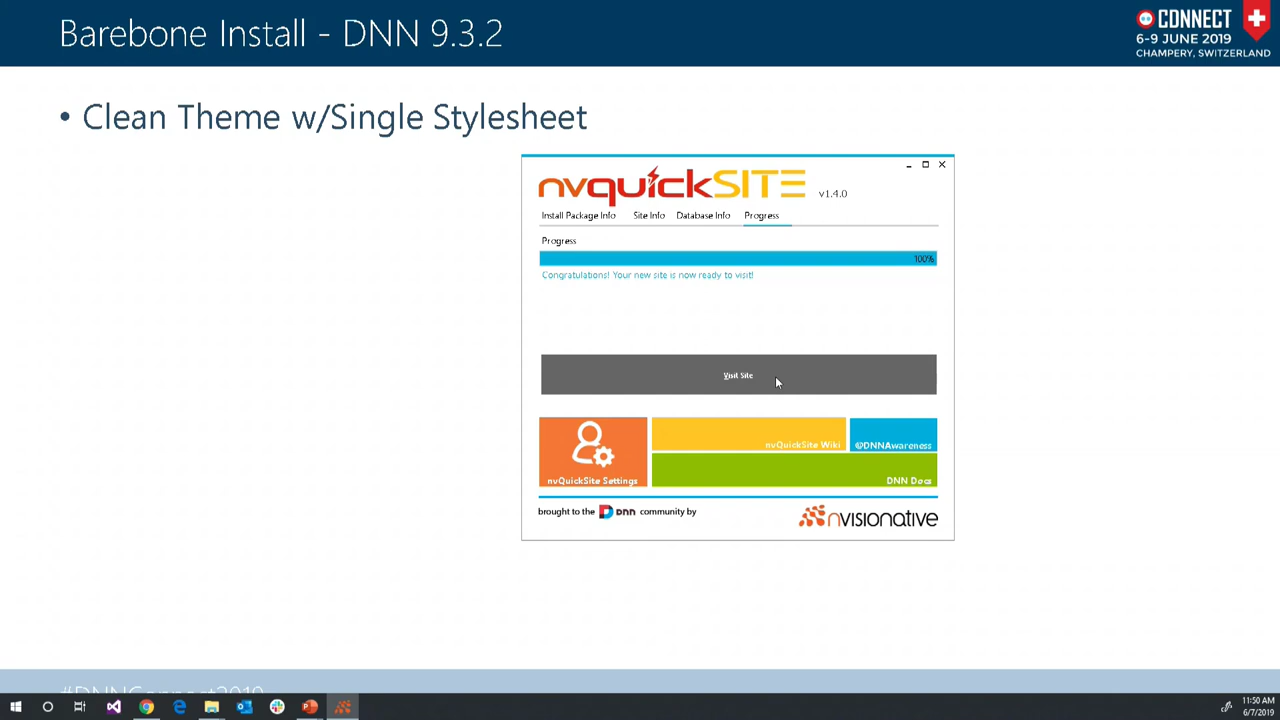 Barebone Install - DNN 9.3.2
CONNECT
6-9 JUNE 2019
CHAMPERY, SWITZERLAND
• Clean Theme w/Single Stylesheet
nvquickSITE v1.4.0
Install Package Info Site Info Database Info Progress
Progress
100%
Congratulations! Your new site is now ready to visit!
Visit Site
nvQuickSite Wiki
@DNNAwareness
nvQuickSite Settings
DNN Docs
brought to the DNN community by
nvisionative
#DNNConnect2019
11:50 AM
6/7/2019